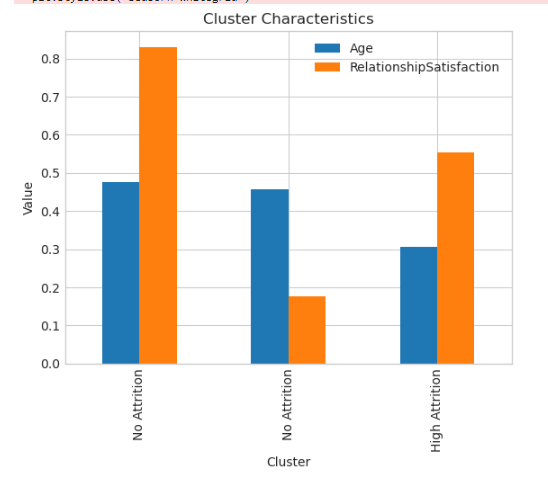 Cluster Characteristics
Age
RelationshipSatisfaction
0.8
0.7
0.6
0.5
0.4
0.3
0.2
0.1
0.0
Value
No Attrition
No Attrition
High Attrition
Cluster